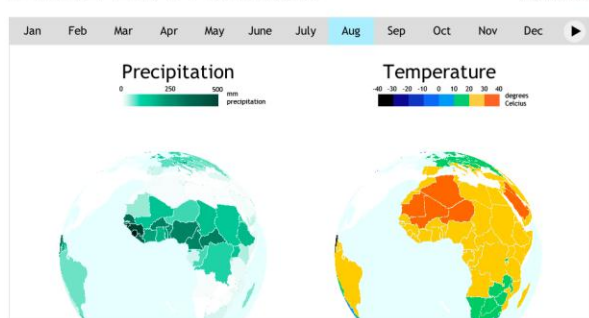 Jan Feb Mar Apr May June July Aug Sep Oct Nov Dec
Precipitation
0 250 500
mm
precipitation
Temperature
-40 -30 -20 -10 0 10 20 30 40
degrees
Celcius